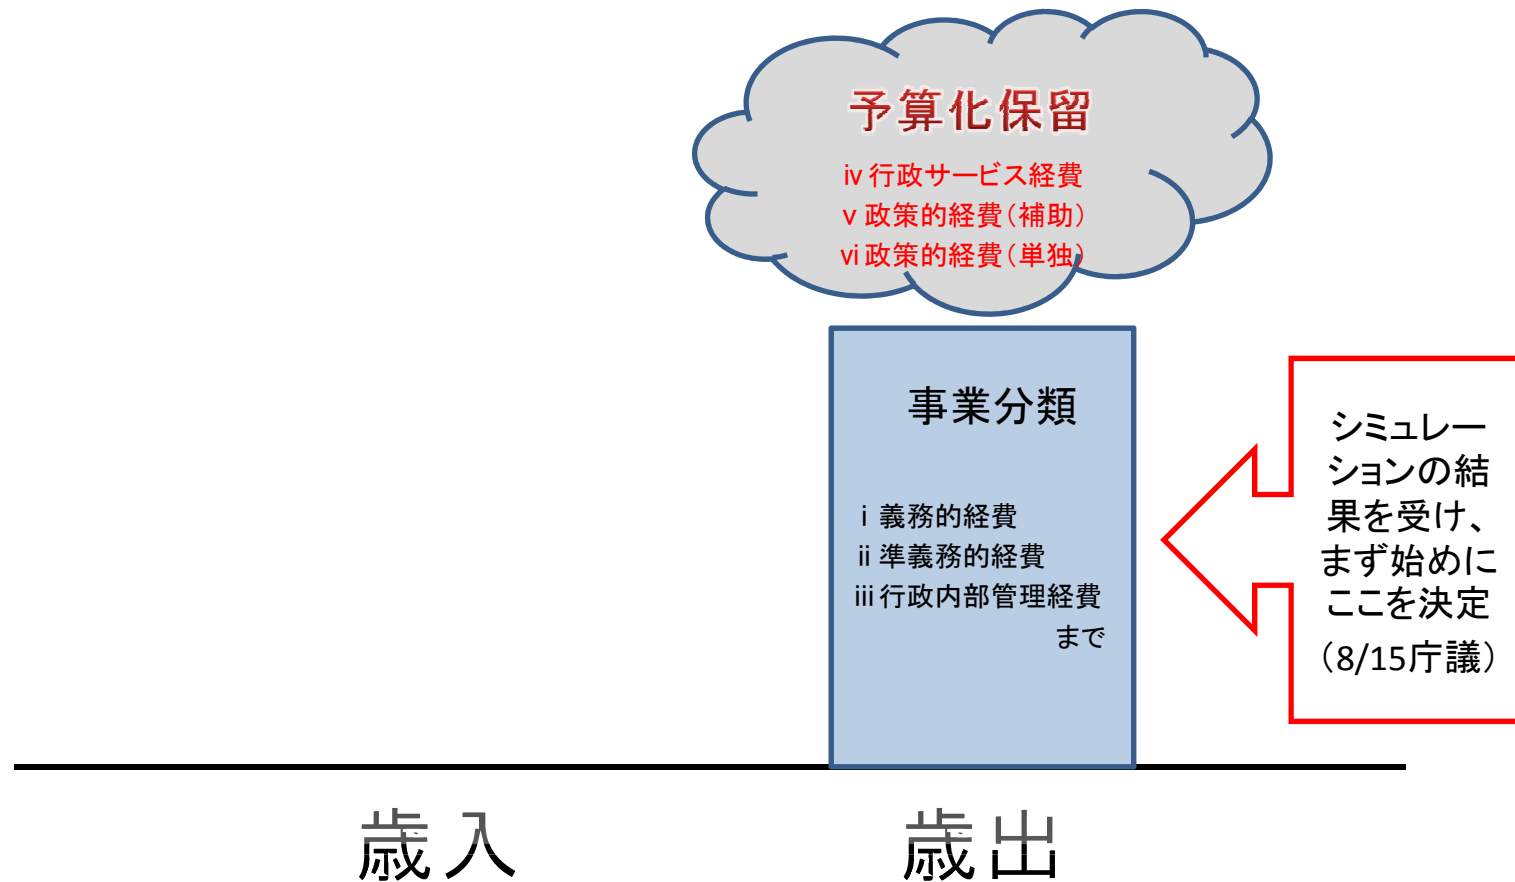 予算化保留
ⅳ 行政サービス経費
ⅴ 政策的経費（補助）
ⅵ 政策的経費（単独）
事業分類
ⅰ 義務的経費
ⅱ 準義務的経費
ⅲ 行政内部管理経費
まで
シミュレー
ションの結
果を受け、
まず始めに
ここを決定
（8/15庁議）
歳入
歳出